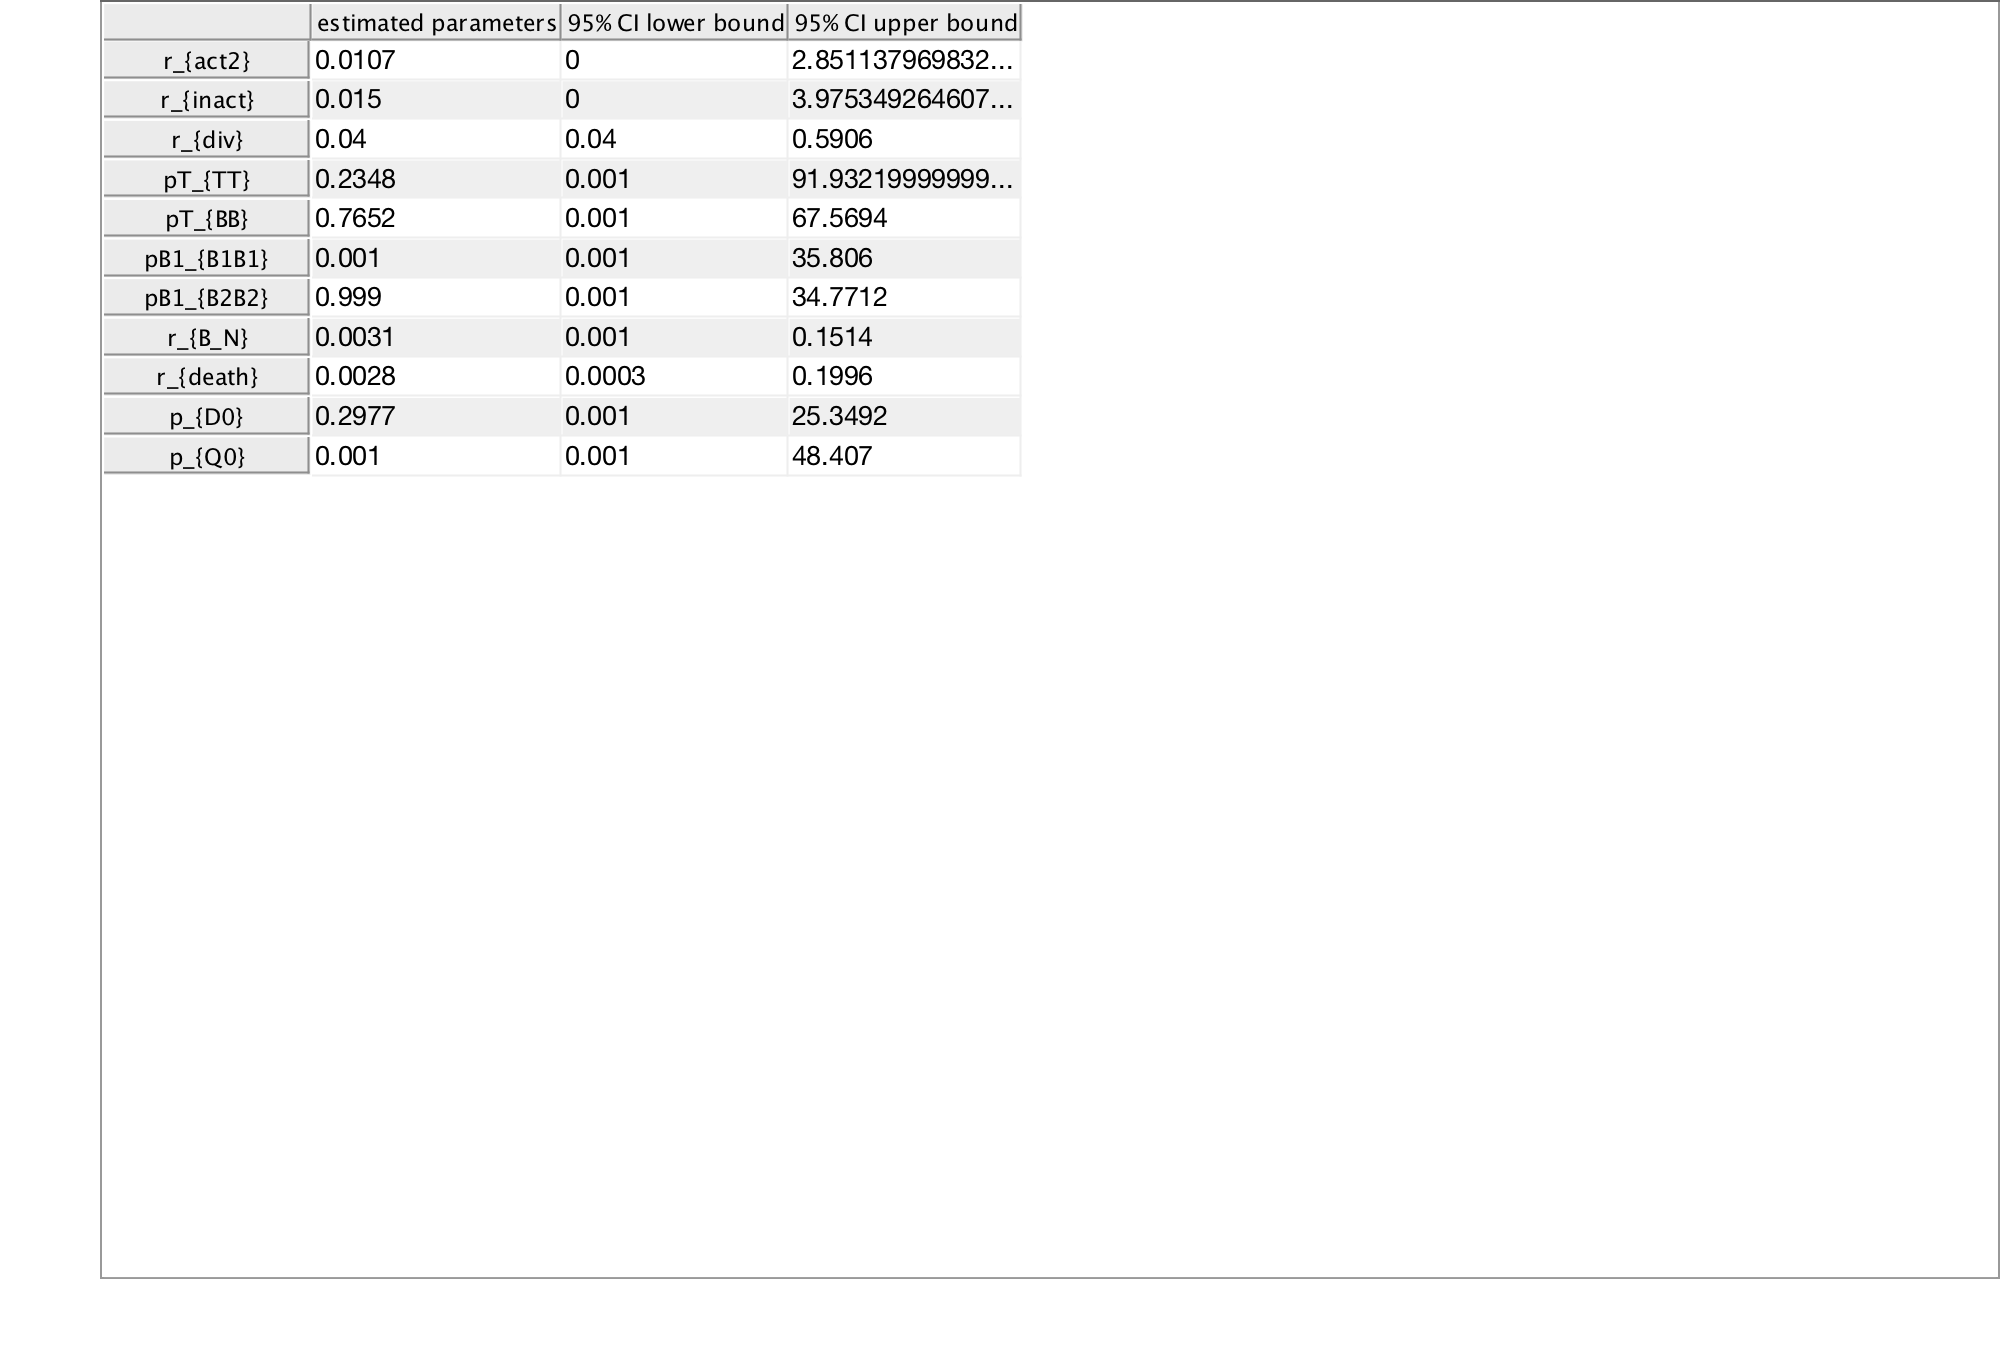 estimated parameters 95% CI lower bound 95% CI upper bound
r_{act2} 0.0107 0 2.851137969832...
r_{inact} 0.015 0 3.975349264607...
r_{div} 0.04 0.04 0.5906
pT_{TT} 0.2348 0.001 91.93219999999...
pT_{BB} 0.7652 0.001 67.5694
pB1_{B1B1} 0.001 0.001 35.806
pB1_{B2B2} 0.999 0.001 34.7712
r_{B_N} 0.0031 0.001 0.1514
r_{death} 0.0028 0.0003 0.1996
p_{D0} 0.2977 0.001 25.3492
p_{Q0} 0.001 0.001 48.407